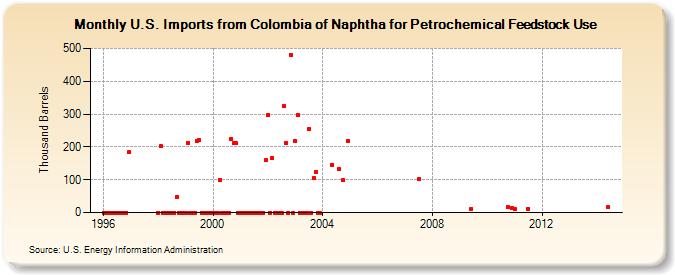 Monthly U.S. Imports from Colombia of Naphtha for Petrochemical Feedstock Use
Thousand Barrels
500
400
300
200
100
0
1996 2000 2004 2008 2012
Source: U.S. Energy Information Administration